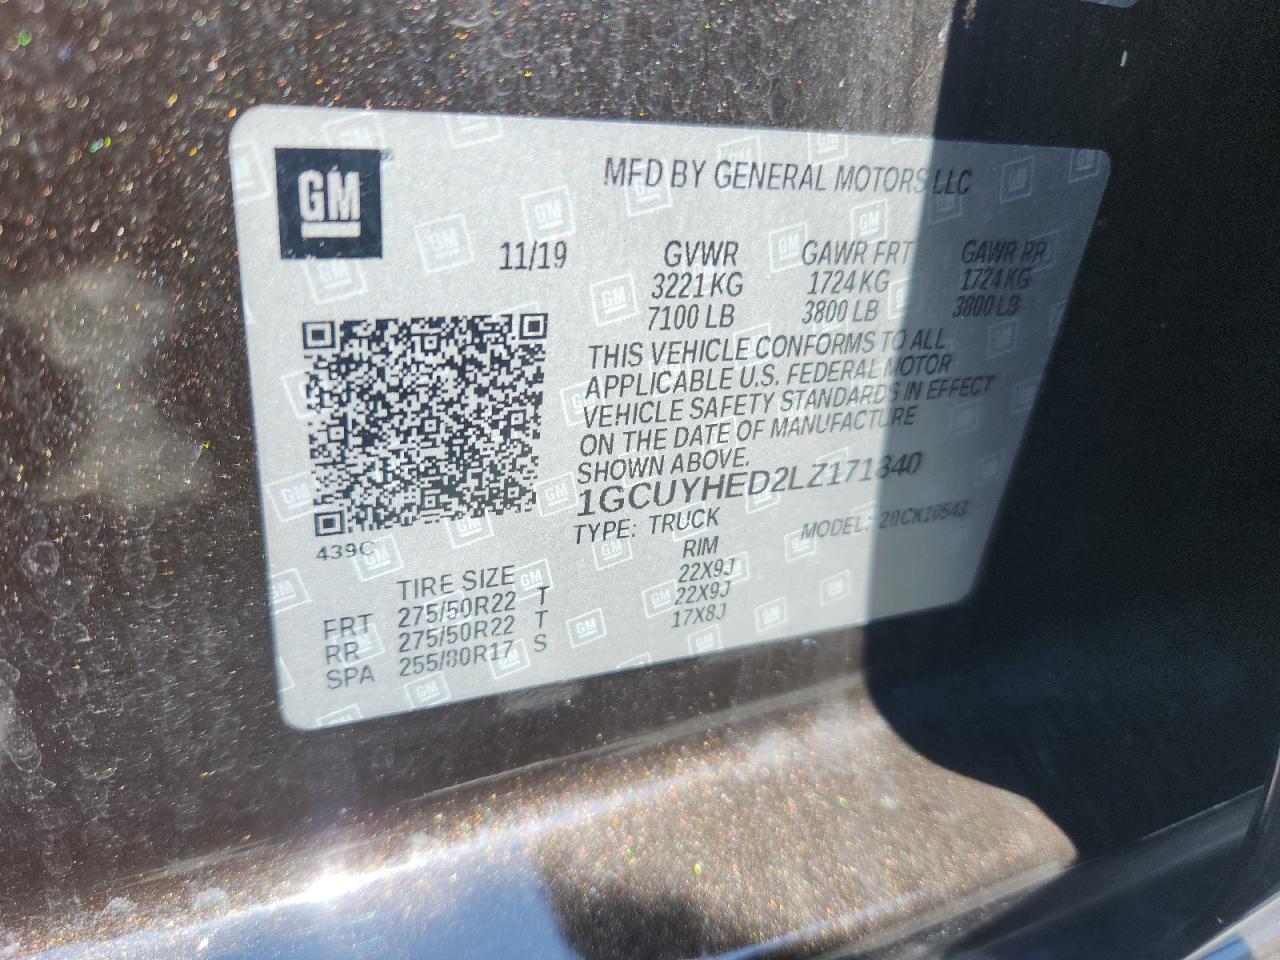 GM
MFD BY GENERAL MOTORS LLC
11/19 GVWR GAWR FRT GAWR RR
3221 KG 1724 KG 1724 KG
7100 LB 3800 LB 3800 LB
THIS VEHICLE CONFORMS TO ALL
APPLICABLE U.S. FEDERAL MOTOR
VEHICLE SAFETY STANDARDS IN EFFECT
ON THE DATE OF MANUFACTURE
SHOWN ABOVE.
1GCUYHED2LZ171840
TYPE: TRUCK MODEL: 20CK10543
439C
TIRE SIZE RIM
FRT 275/50R22 T 22X9J
RR 275/50R22 T 22X9J
SPA 255/80R17 S 17X8J